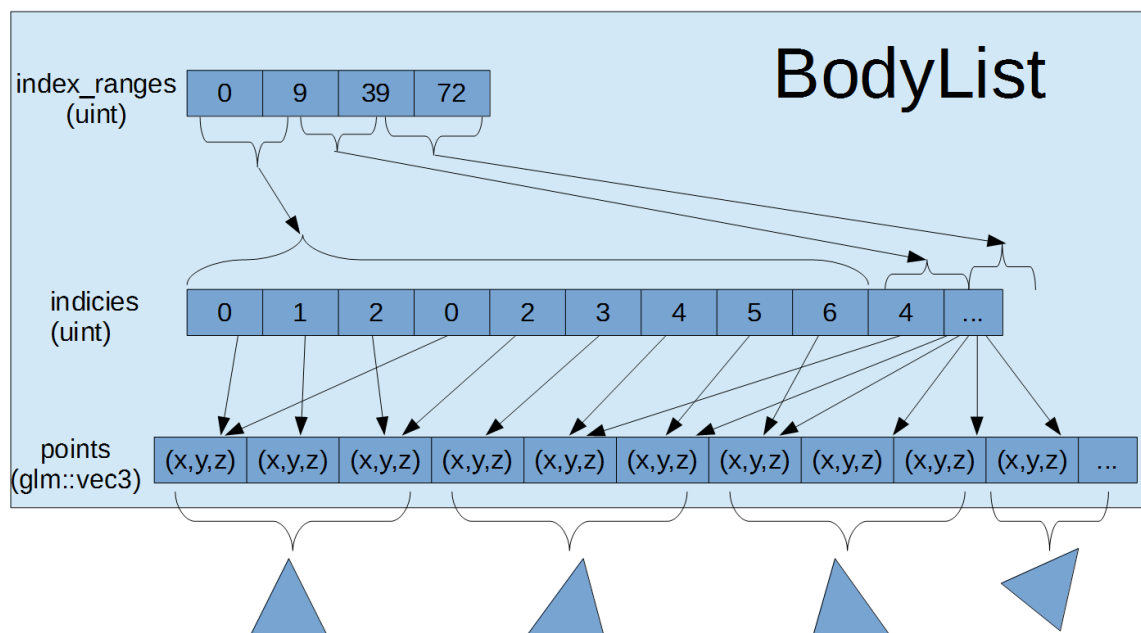 BodyList
index_ranges
(uint)
0 9 39 72
indicies
(uint)
0 1 2 0 2 3 4 5 6 4 ...
points
(glm::vec3)
(x,y,z) (x,y,z) (x,y,z) (x,y,z) (x,y,z) (x,y,z) (x,y,z) (x,y,z) (x,y,z) (x,y,z) ...